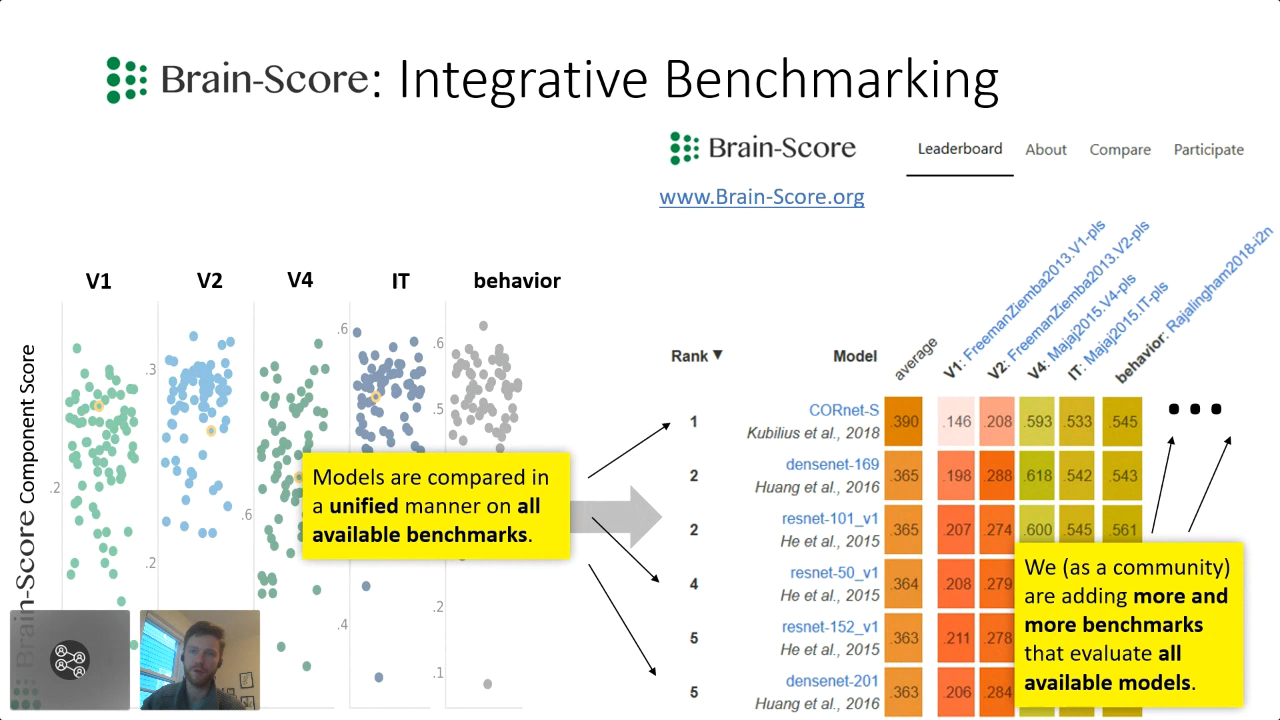 Brain-Score: Integrative Benchmarking
Brain-Score
Leaderboard
About
Compare
Participate
www.Brain-Score.org
V1
V2
V4
IT
behavior
Brain-Score Component Score
.2
.3
.2
.6
.6
.4
.6
.5
.2
.1
Models are compared in
a unified manner on all
available benchmarks.
Rank ▼
Model
average
V1: FreemanZiemba2013.V1-pls
V2: FreemanZiemba2013.V2-pls
V4: Majaj2015.V4-pls
IT: Majaj2015.IT-pls
behavior: Rajalingham2018-i2n
1 CORnet-S .390 .146 .208 .593 .533 .545
Kubilius et al., 2018
2 densenet-169 .365 .198 .288 .618 .542 .543
Huang et al., 2016
2 resnet-101_v1 .365 .207 .274 .600 .545 .561
He et al., 2015
4 resnet-50_v1 .364 .208 .279
He et al., 2015
5 resnet-152_v1 .363 .211 .278
He et al., 2015
5 densenet-201 .363 .206 .284
Huang et al., 2016
We (as a community)
are adding more and
more benchmarks
that evaluate all
available models.